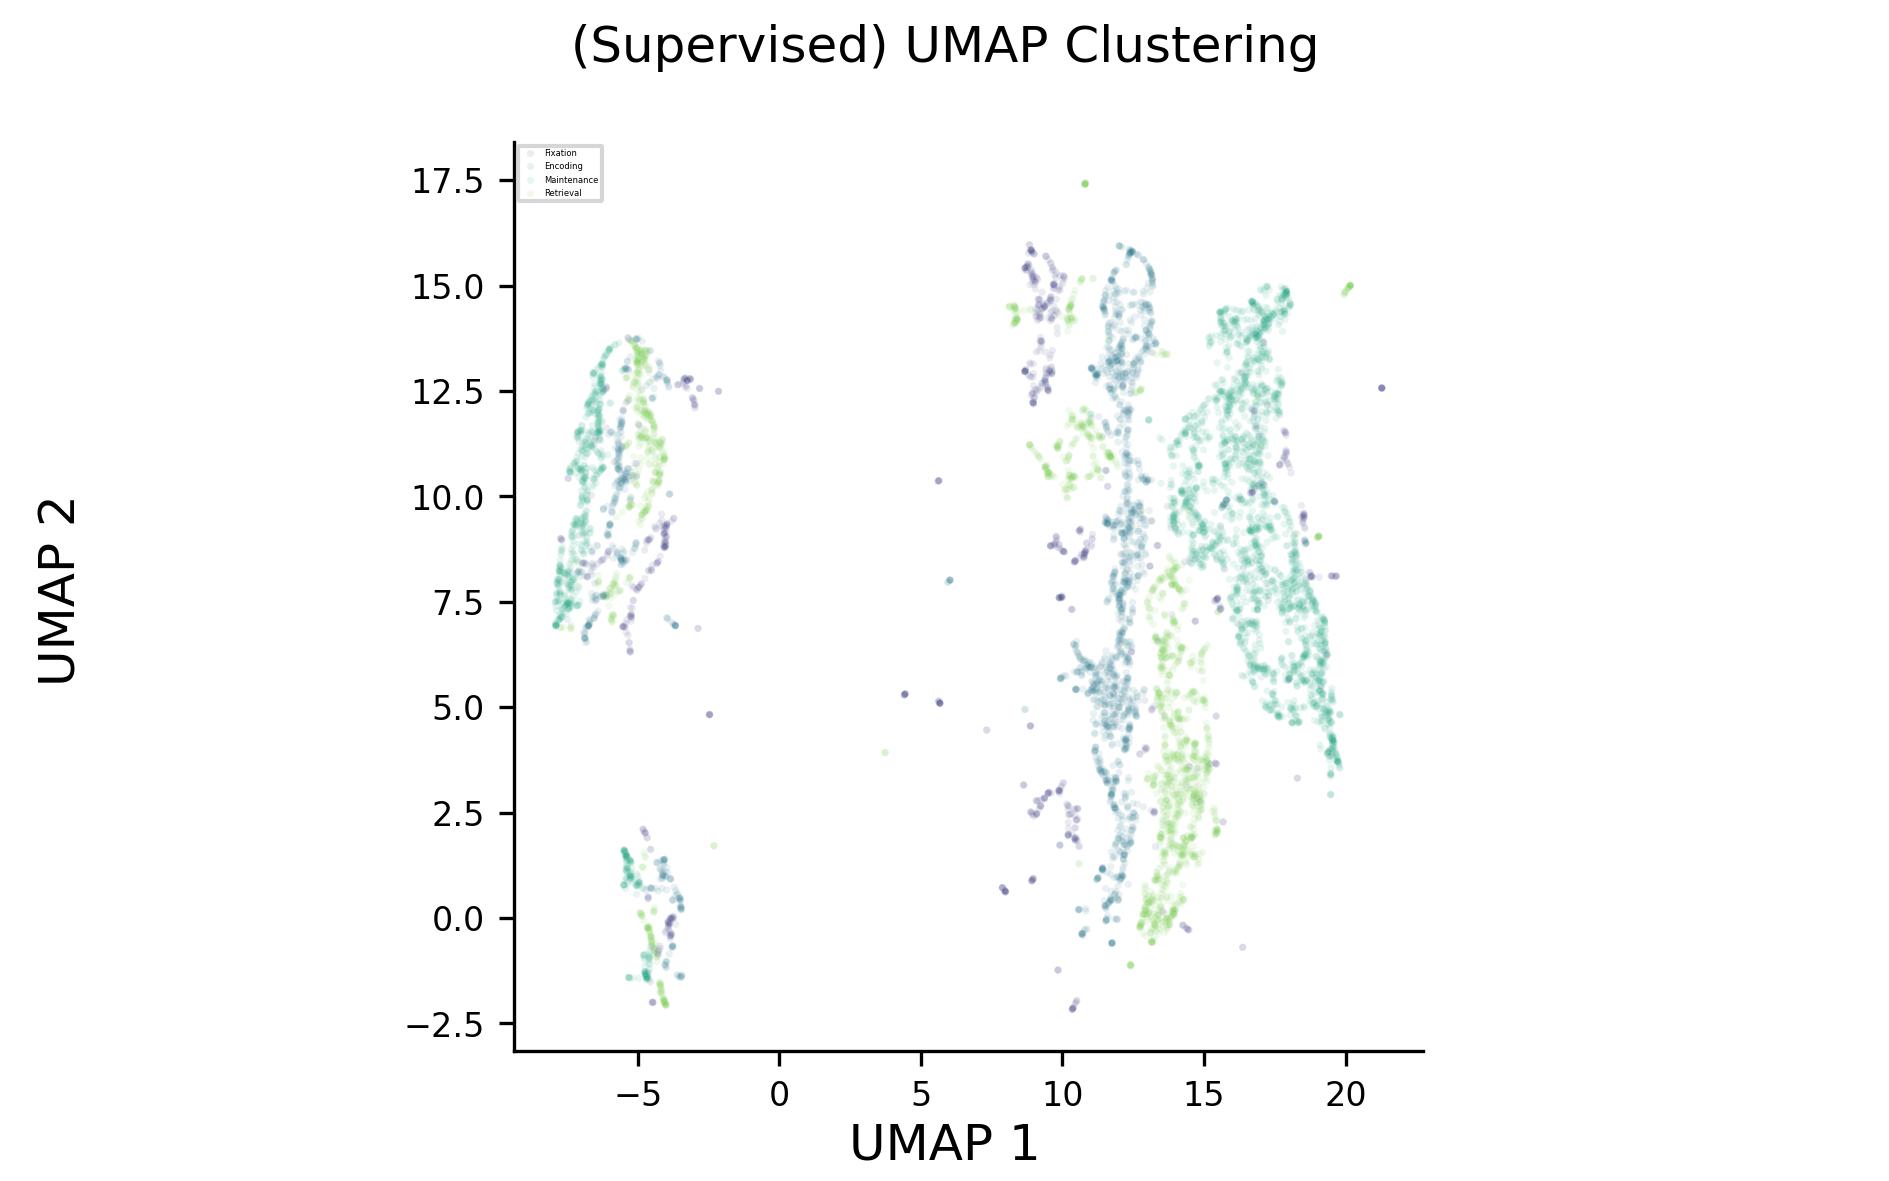 (Supervised) UMAP Clustering
Fixation
Encoding
Maintenance
Retrieval
17.5
15.0
12.5
10.0
7.5
5.0
2.5
0.0
−2.5
UMAP 2
−5 0 5 10 15 20
UMAP 1